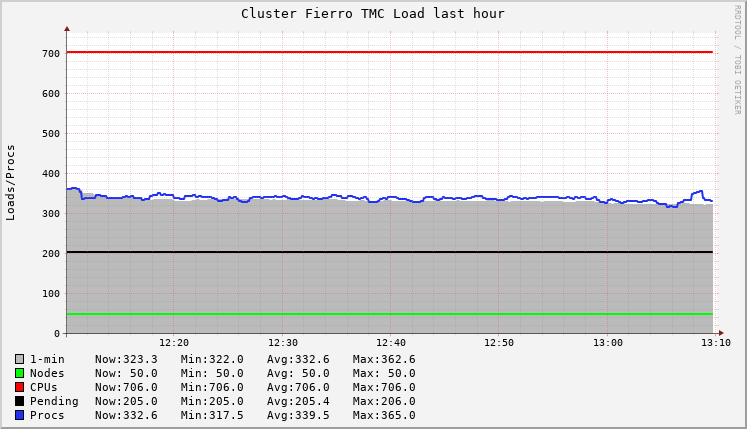 Cluster Fierro TMC Load last hour
RRDTOOL / TOBI OETIKER
Loads/Procs
700
600
500
400
300
200
100
0
12:20 12:30 12:40 12:50 13:00 13:10
1-min Now:323.3 Min:322.0 Avg:332.6 Max:362.6
Nodes Now: 50.0 Min: 50.0 Avg: 50.0 Max: 50.0
CPUs Now:706.0 Min:706.0 Avg:706.0 Max:706.0
Pending Now:205.0 Min:205.0 Avg:205.4 Max:206.0
Procs Now:332.6 Min:317.5 Avg:339.5 Max:365.0